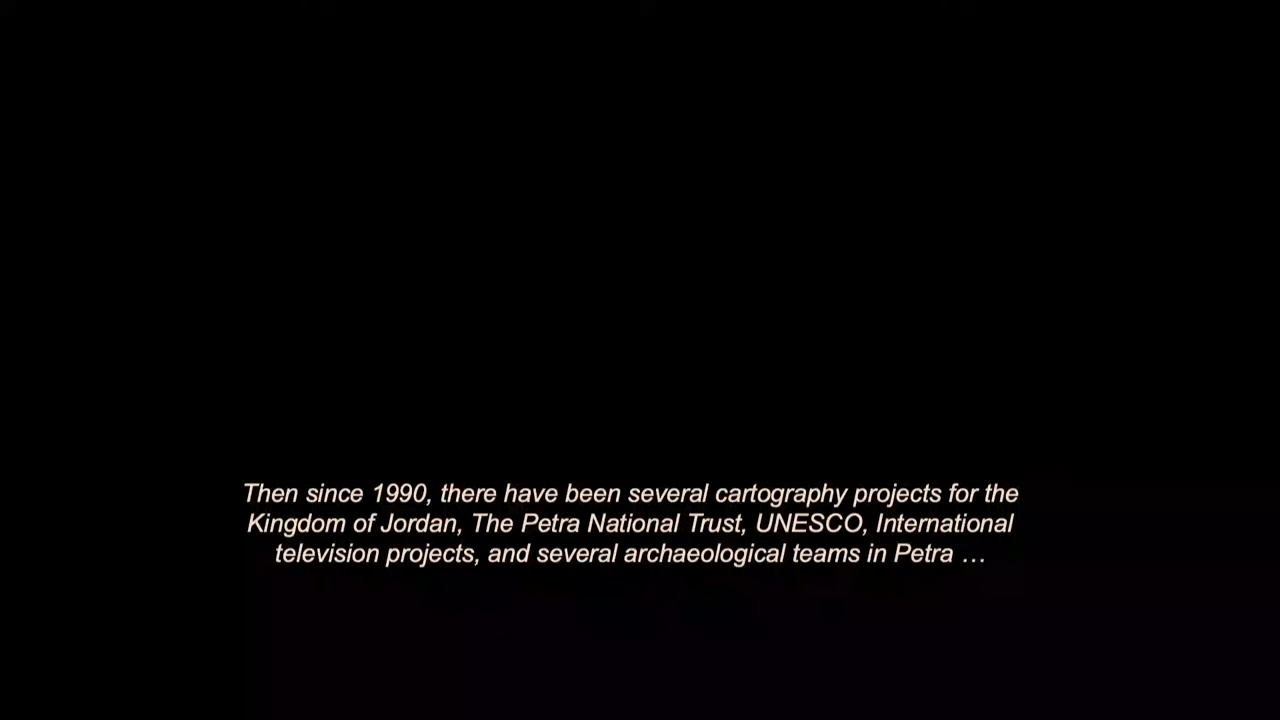 Then since 1990, there have been several cartography projects for the
Kingdom of Jordan, The Petra National Trust, UNESCO, International
television projects, and several archaeological teams in Petra …